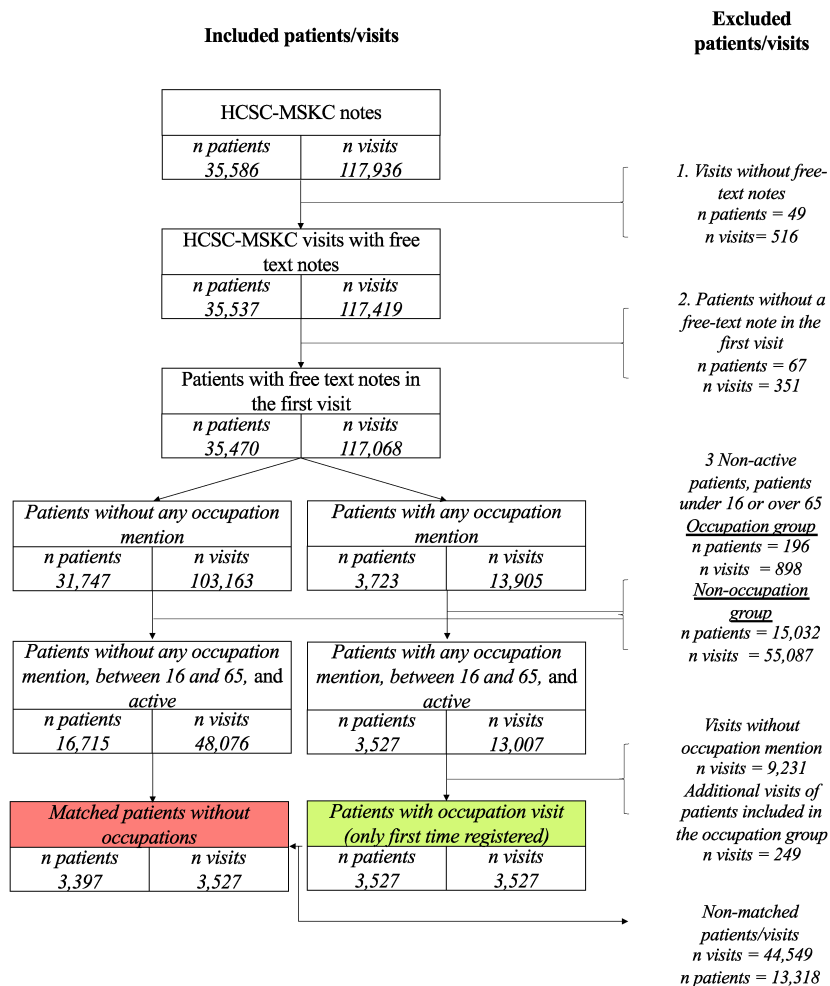 Included patients/visits
Excluded
patients/visits
HCSC-MSKC notes
n patients
n visits
35,586
117,936
1. Visits without free-
text notes
n patients = 49
n visits= 516
HCSC-MSKC visits with free
text notes
n patients
n visits
35,537
117,419
2. Patients without a
free-text note in the
first visit
n patients = 67
n visits = 351
Patients with free text notes in
the first visit
n patients
n visits
35,470
117,068
3 Non-active
patients, patients
under 16 or over 65
Occupation group
n patients = 196
n visits = 898
Non-occupation
group
n patients = 15,032
n visits = 55,087
Patients without any occupation
mention
n patients
n visits
31,747
103,163
Patients with any occupation
mention
n patients
n visits
3,723
13,905
Patients without any occupation
mention, between 16 and 65, and
active
n patients
n visits
16,715
48,076
Patients with any occupation
mention, between 16 and 65, and
active
n patients
n visits
3,527
13,007
Visits without
occupation mention
n visits = 9,231
Additional visits of
patients included in
the occupation group
n visits = 249
Matched patients without
occupations
n patients
n visits
3,397
3,527
Patients with occupation visit
(only first time registered)
n patients
n visits
3,527
3,527
Non-matched
patients/visits
n visits = 44,549
n patients = 13,318